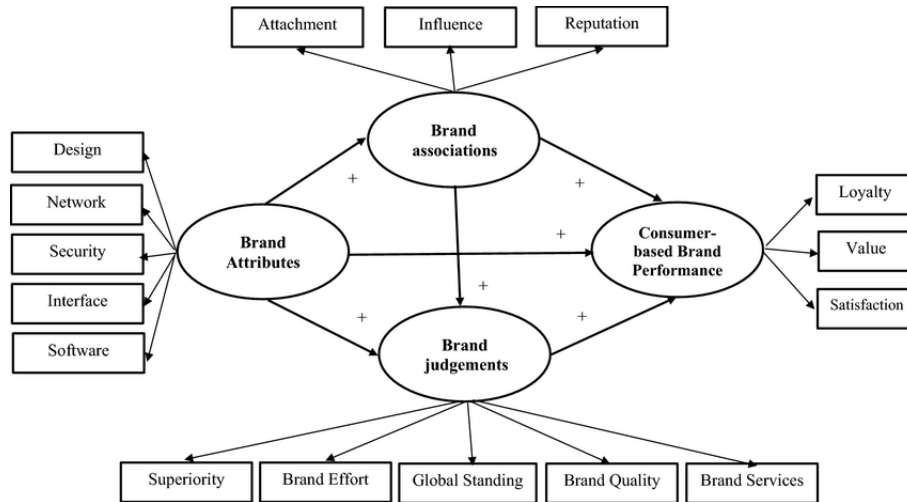 Attachment
Influence
Reputation
Brand
associations
Design
Network
Security
Interface
Software
+
+
Brand
Attributes
+
Consumer-
based Brand
Performance
Loyalty
Value
Satisfaction
+
+
+
Brand
judgements
Superiority
Brand Effort
Global Standing
Brand Quality
Brand Services